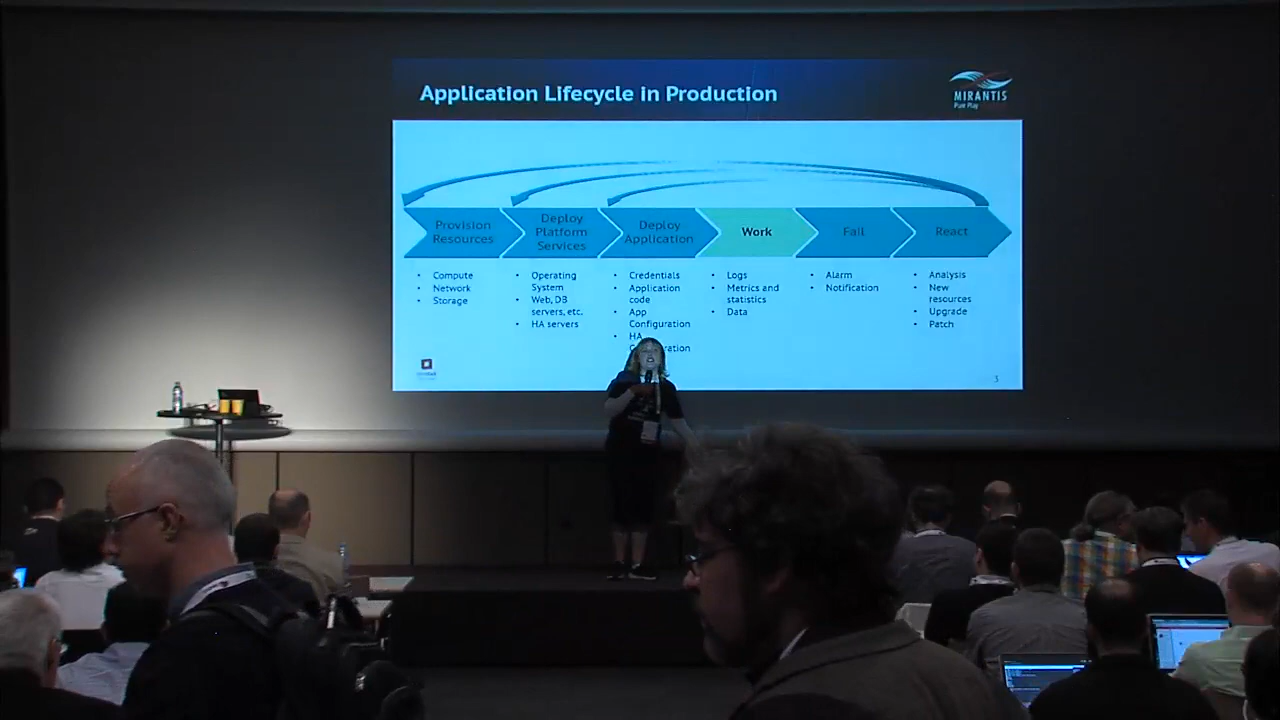 Application Lifecycle in Production
MIRANTIS
Pure Play
Provision
Resources
Deploy
Platform
Services
Deploy
Application
Work
Fail
React
• Compute
• Network
• Storage
• Operating
System
• Web, DB
servers, etc.
• HA servers
• Credentials
• Application
code
• App
Configuration
• HA
• Logs
• Metrics and
statistics
• Data
• Alarm
• Notification
• Analysis
• New
resources
• Upgrade
• Patch
3